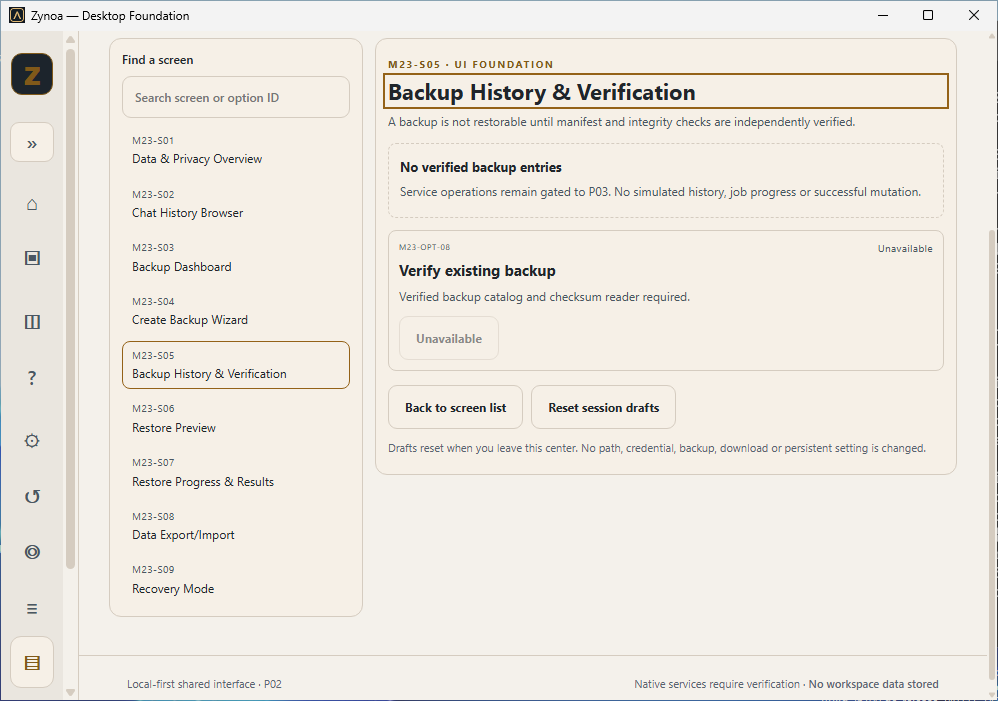 Zynoa — Desktop Foundation
Z
»
?
Find a screen
Search screen or option ID
M23-S01
Data & Privacy Overview
M23-S02
Chat History Browser
M23-S03
Backup Dashboard
M23-S04
Create Backup Wizard
M23-S05
Backup History & Verification
M23-S06
Restore Preview
M23-S07
Restore Progress & Results
M23-S08
Data Export/Import
M23-S09
Recovery Mode
M23-S05 · UI FOUNDATION
Backup History & Verification
A backup is not restorable until manifest and integrity checks are independently verified.
No verified backup entries
Service operations remain gated to P03. No simulated history, job progress or successful mutation.
M23-OPT-08
Unavailable
Verify existing backup
Verified backup catalog and checksum reader required.
Unavailable
Back to screen list
Reset session drafts
Drafts reset when you leave this center. No path, credential, backup, download or persistent setting is changed.
Local-first shared interface · P02
Native services require verification · No workspace data stored